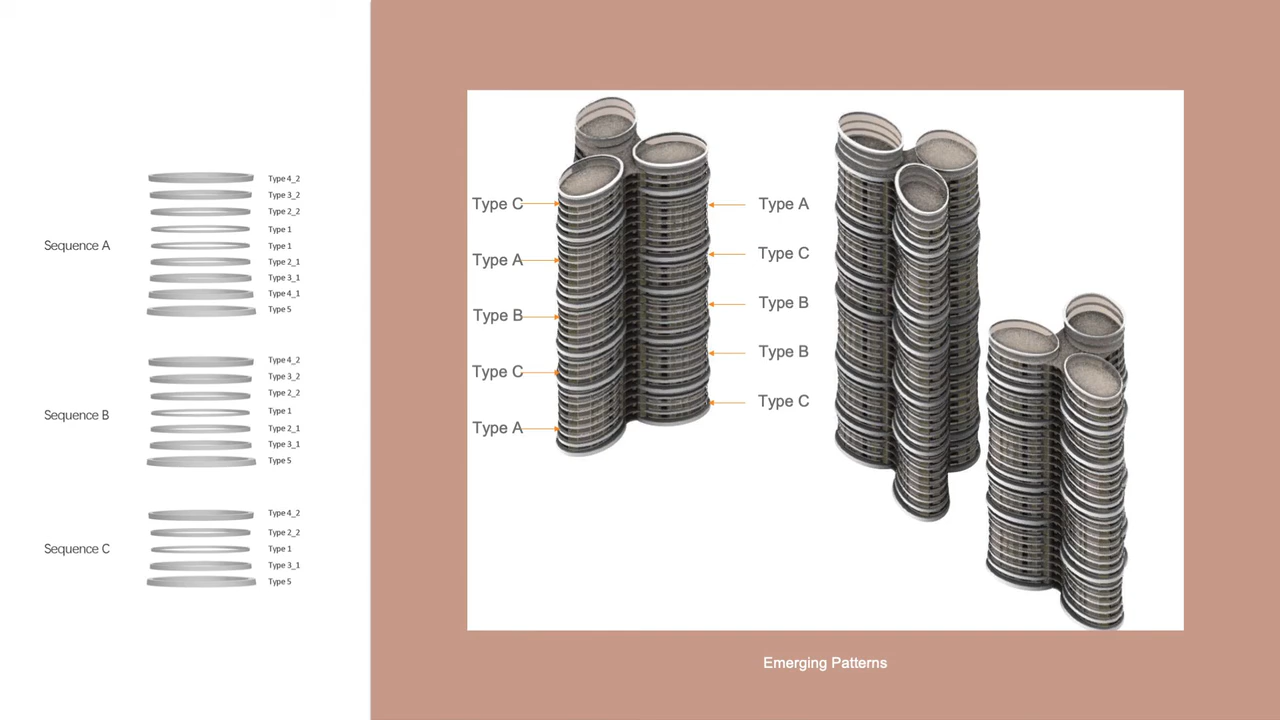 Sequence A
Type 4_2
Type 3_2
Type 2_2
Type 1
Type 1
Type 2_1
Type 3_1
Type 4_1
Type 5
Sequence B
Type 4_2
Type 3_2
Type 2_2
Type 1
Type 2_1
Type 3_1
Type 5
Sequence C
Type 4_2
Type 2_2
Type 1
Type 3_1
Type 5
Type C
Type A
Type B
Type C
Type A
Type A
Type C
Type B
Type B
Type C
Emerging Patterns